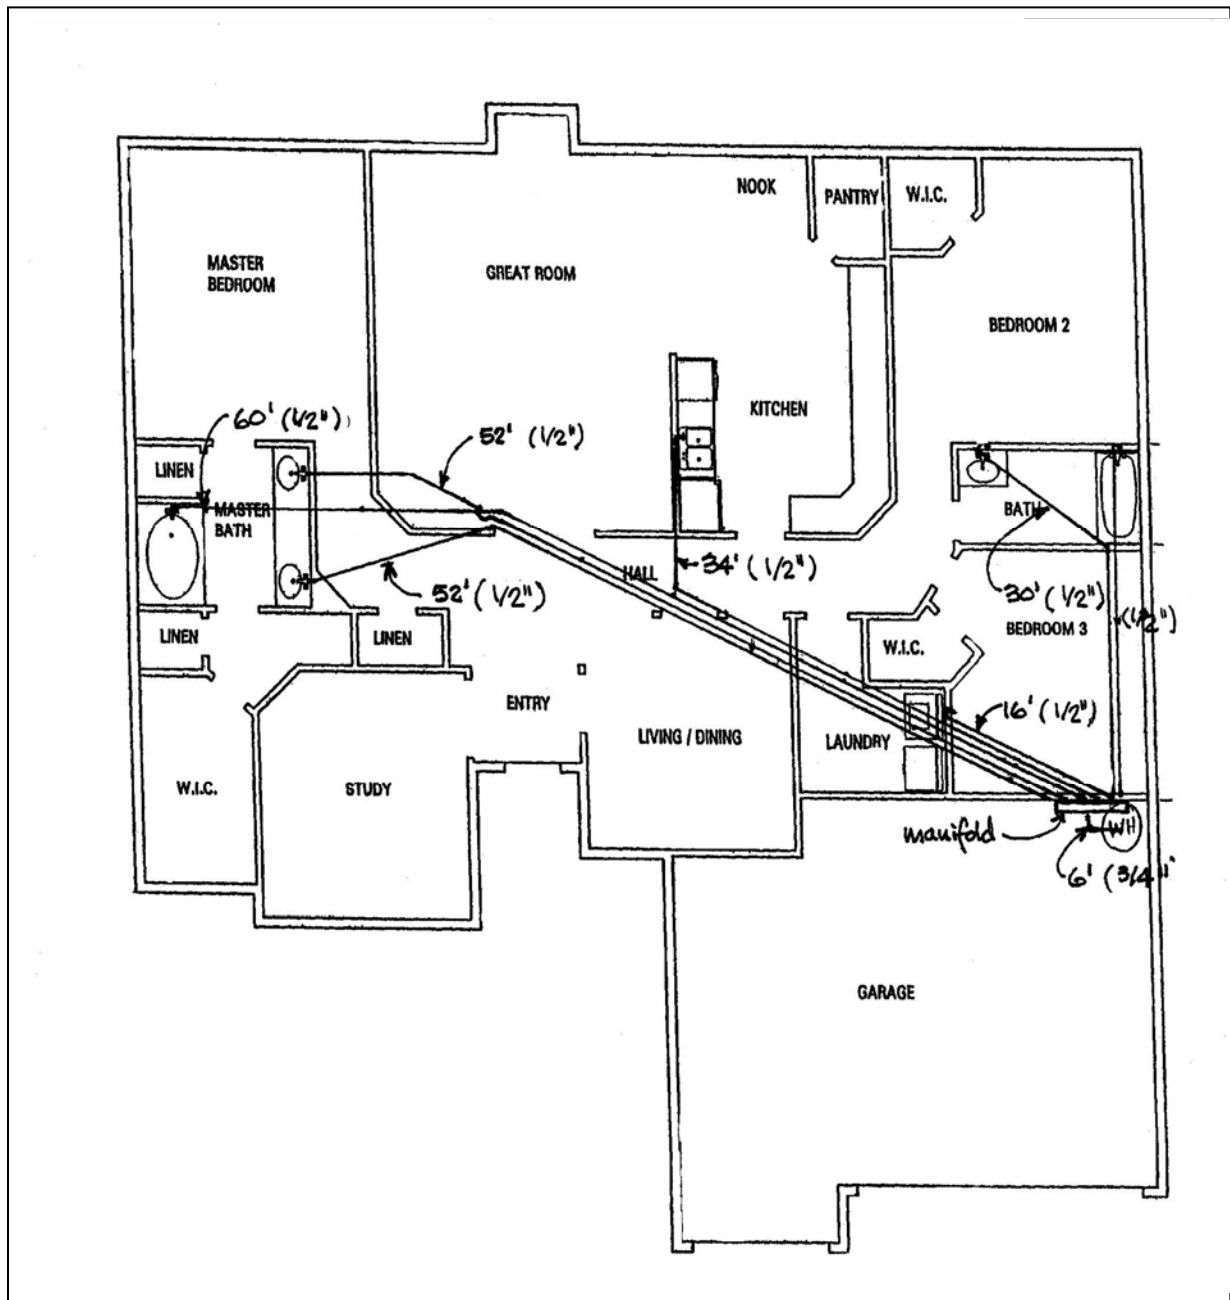 NOOK
PANTRY
W.I.C.
MASTER
BEDROOM
GREAT ROOM
BEDROOM 2
KITCHEN
60' (1/2")
52' (1/2")
LINEN
MASTER
BATH
BATH
HALL
34' (1/2")
52' (1/2")
30' (1/2")
(1/2")
BEDROOM 3
LINEN
LINEN
W.I.C.
ENTRY
16' (1/2")
LIVING / DINING
LAUNDRY
W.I.C.
STUDY
manifold
WH
6' (3/4"
GARAGE